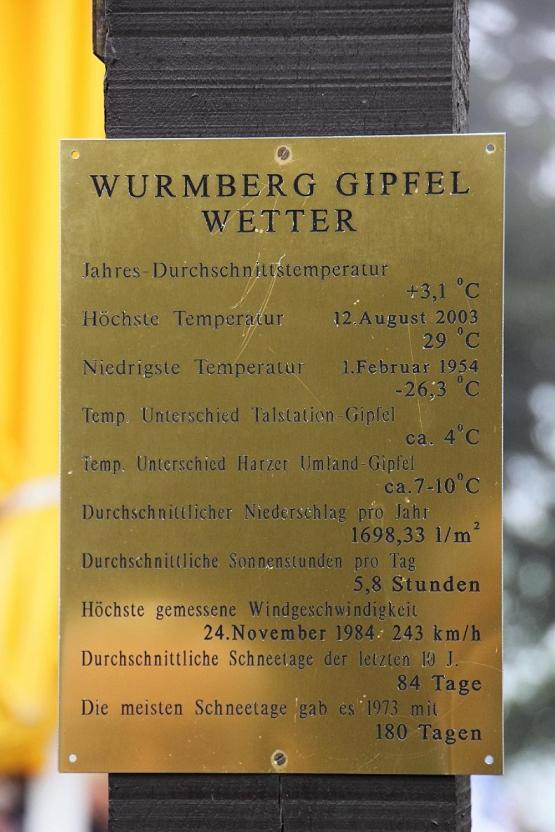 WURMBERG GIPFEL
WETTER
Jahres-Durchschnittstemperatur
+3,1 °C
Höchste Temperatur 12.August 2003
29 °C
Niedrigste Temperatur 1.Februar 1954
-26,3 °C
Temp. Unterschied Talstation-Gipfel
ca. 4°C
Temp. Unterschied Harzer Umland-Gipfel
ca.7-10°C
Durchschnittlicher Niederschlag pro Jahr
1698,33 l/m²
Durchschnittliche Sonnenstunden pro Tag
5,8 Stunden
Höchste gemessene Windgeschwindigkeit
24.November 1984: 243 km/h
Durchschnittliche Schneetage der letzten 10 J.
84 Tage
Die meisten Schneetage gab es 1973 mit
180 Tagen